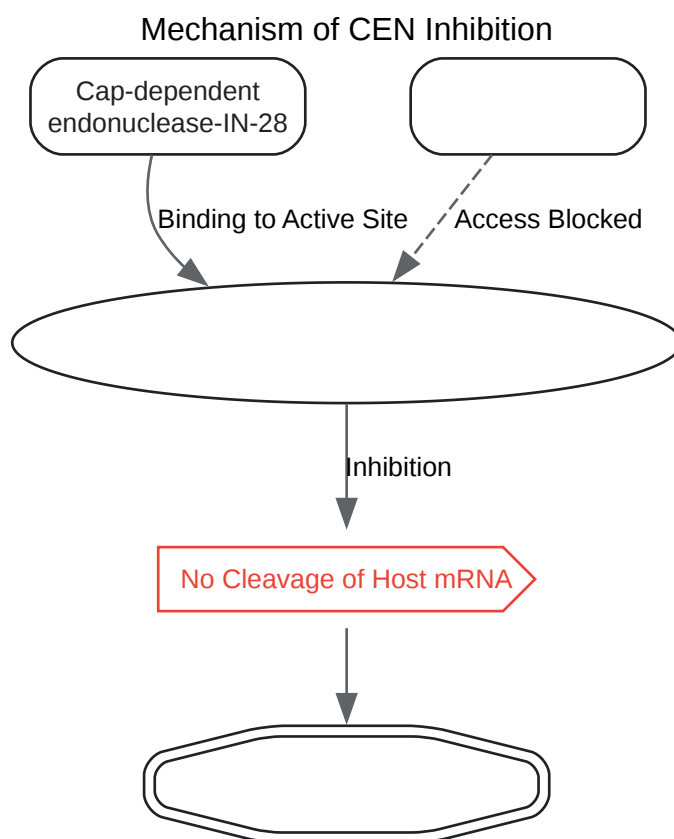 Mechanism of CEN Inhibition
Cap-dependent
endonuclease-IN-28
Binding to Active Site
Access Blocked
Inhibition
No Cleavage of Host mRNA